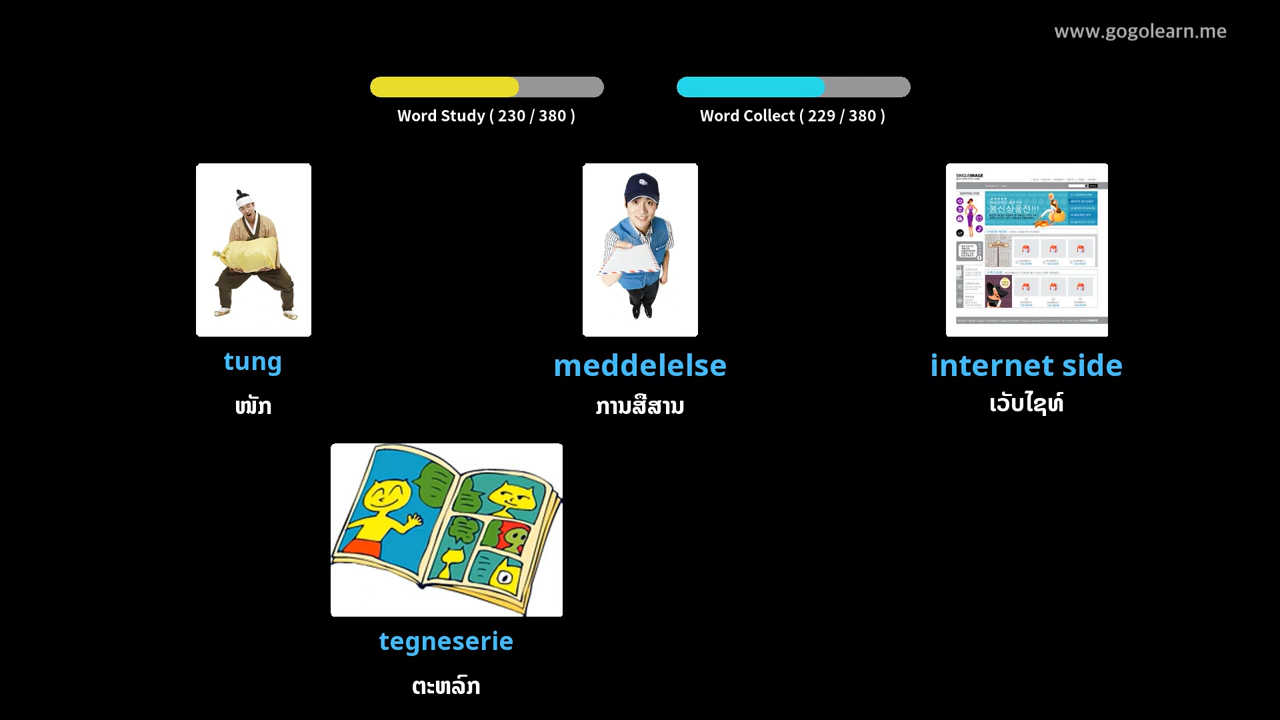 www.gogolearn.me
Word Study ( 230 / 380 )
Word Collect ( 229 / 380 )
tung
meddelelse
internet side
ໜັກ
ການສືສານ
ເວັບໄຊທ໌
tegneserie
ຕະຫລົກ